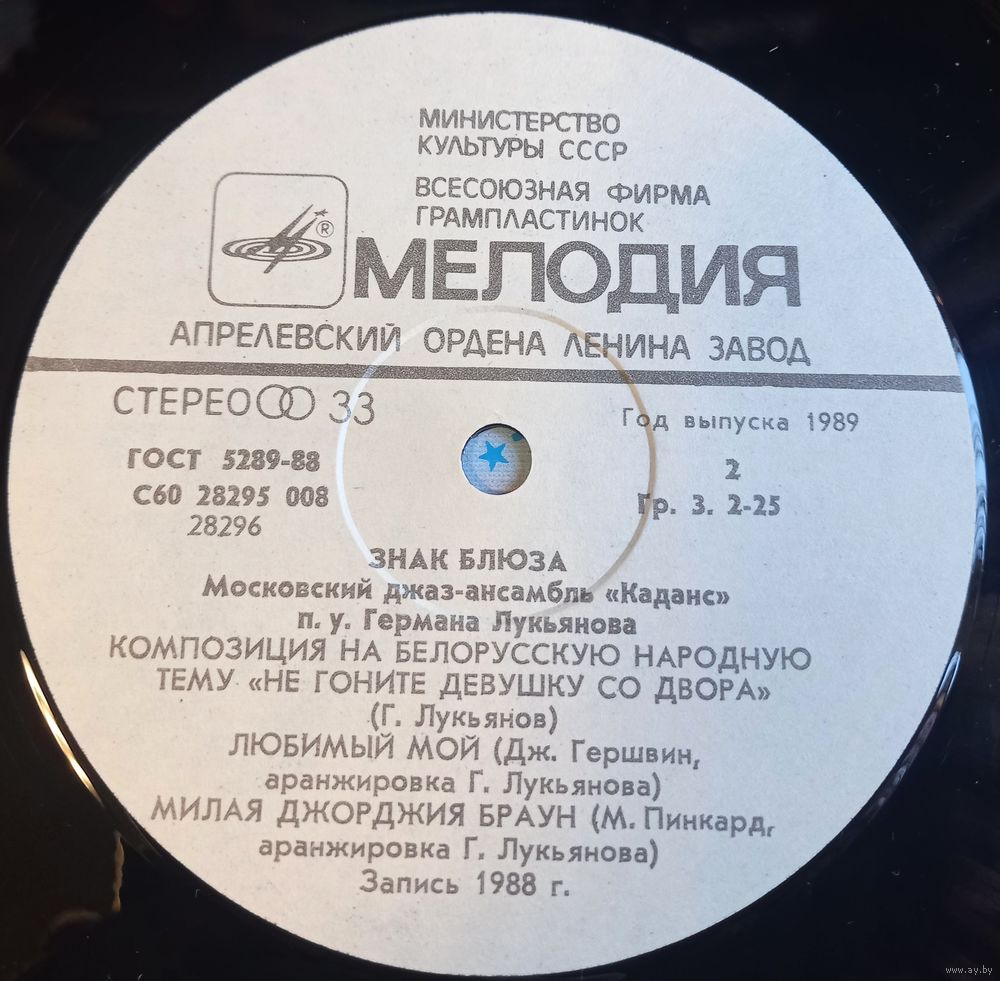 МИНИСТЕРСТВО
КУЛЬТУРЫ СССР
ВСЕСОЮЗНАЯ ФИРМА
ГРАМПЛАСТИНОК
®
МЕЛОДИЯ
АПРЕЛЕВСКИЙ ОРДЕНА ЛЕНИНА ЗАВОД
СТЕРЕО 33
Год выпуска 1989
ГОСТ 5289-88
2
С60 28295 008
Гр. 3. 2-25
28296
ЗНАК БЛЮЗА
Московский джаз-ансамбль «Каданс»
п. у. Германа Лукьянова
КОМПОЗИЦИЯ НА БЕЛОРУССКУЮ НАРОДНУЮ
ТЕМУ «НЕ ГОНИТЕ ДЕВУШКУ СО ДВОРА»
(Г. Лукьянов)
ЛЮБИМЫЙ МОЙ (Дж. Гершвин,
аранжировка Г. Лукьянова)
МИЛАЯ ДЖОРДЖИЯ БРАУН (М. Пинкард,
аранжировка Г. Лукьянова)
Запись 1988 г.
www.ay.by